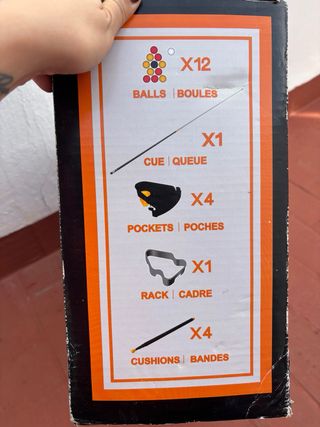 X12
BALLS | BOULES
X1
CUE | QUEUE
X4
POCKETS | POCHES
X1
RACK | CADRE
X4
CUSHIONS | BANDES